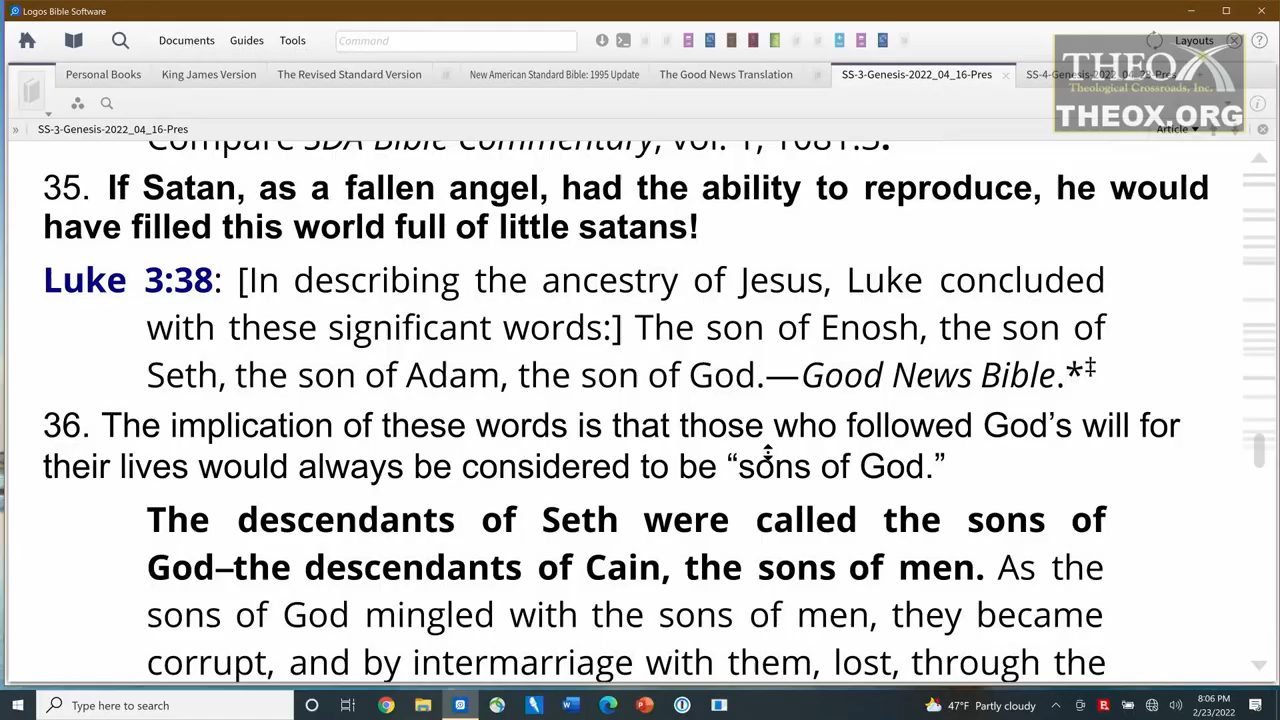 Logos Bible Software
Documents Guides Tools Command Layouts
Personal Books King James Version The Revised Standard Version New American Standard Bible: 1995 Update The Good News Translation SS-3-Genesis-2022_04_16-Pres
THEOX
Theological Crossroads, Inc.
THEOX.ORG
SS-3-Genesis-2022_04_16-Pres Article
Compare SDA Bible Commentary, vol. 1, 1081.5.
35. If Satan, as a fallen angel, had the ability to reproduce, he would
have filled this world full of little satans!
Luke 3:38: [In describing the ancestry of Jesus, Luke concluded
with these significant words:] The son of Enosh, the son of
Seth, the son of Adam, the son of God.—Good News Bible.*‡
36. The implication of these words is that those who followed God’s will for
their lives would always be considered to be “sons of God.”
The descendants of Seth were called the sons of
God—the descendants of Cain, the sons of men. As the
sons of God mingled with the sons of men, they became
corrupt, and by intermarriage with them, lost, through the
Type here to search
47°F Partly cloudy
8:06 PM
2/23/2022